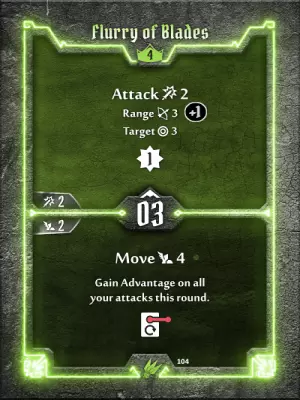 Flurry of Blades
4
Attack 2
Range 3 +1
Target 3
1
2
03
2
Move 4
Gain Advantage on all
your attacks this round.
104